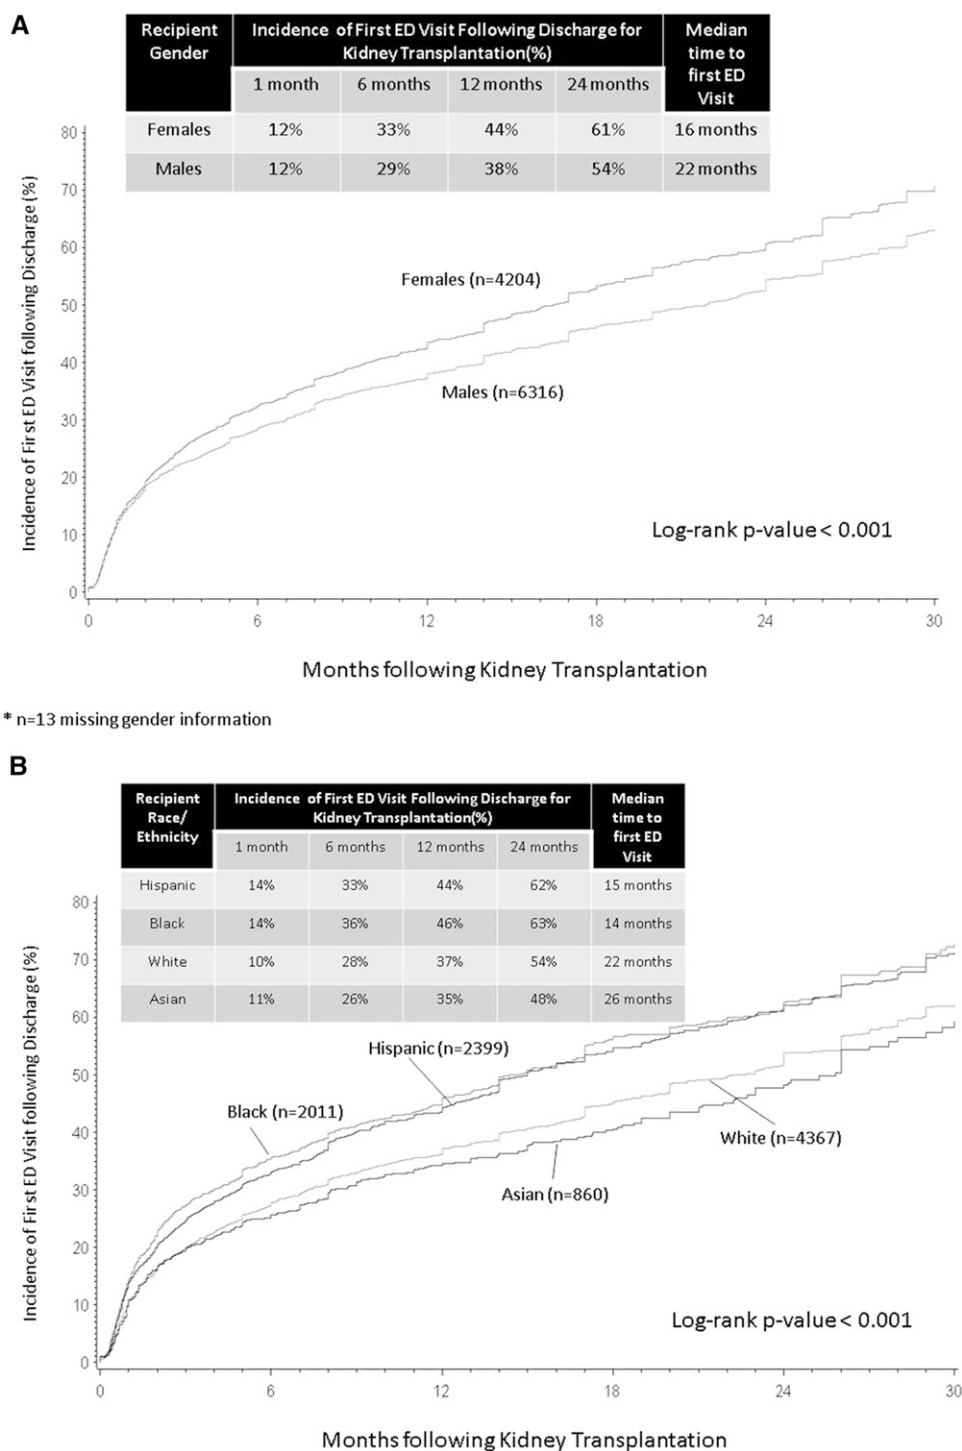 A
Recipient Gender
Incidence of First ED Visit Following Discharge for Kidney Transplantation(%)
Median time to first ED Visit
1 month 6 months 12 months 24 months
Females 12% 33% 44% 61% 16 months
Males 12% 29% 38% 54% 22 months
Incidence of First ED Visit following Discharge (%)
80
70
60
50
40
30
20
10
0
Females (n=4204)
Males (n=6316)
Log-rank p-value < 0.001
0 6 12 18 24 30
Months following Kidney Transplantation
* n=13 missing gender information
B
Recipient Race/ Ethnicity
Incidence of First ED Visit Following Discharge for Kidney Transplantation(%)
Median time to first ED Visit
1 month 6 months 12 months 24 months
Hispanic 14% 33% 44% 62% 15 months
Black 14% 36% 46% 63% 14 months
White 10% 28% 37% 54% 22 months
Asian 11% 26% 35% 48% 26 months
Incidence of First ED Visit following Discharge (%)
80
70
60
50
40
30
20
10
0
Hispanic (n=2399)
Black (n=2011)
White (n=4367)
Asian (n=860)
Log-rank p-value < 0.001
0 6 12 18 24 30
Months following Kidney Transplantation